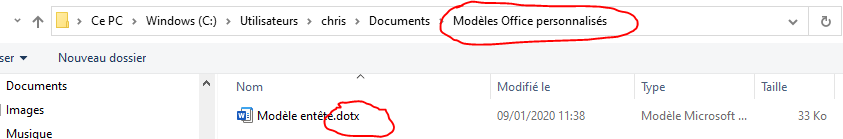 Ce PC > Windows (C:) > Utilisateurs > chris > Documents > Modèles Office personnalisés
ser Nouveau dossier
Documents
Images
Musique
Nom Modifié le Type Taille
Modèle entête.dotx 09/01/2020 11:38 Modèle Microsoft ... 33 Ko